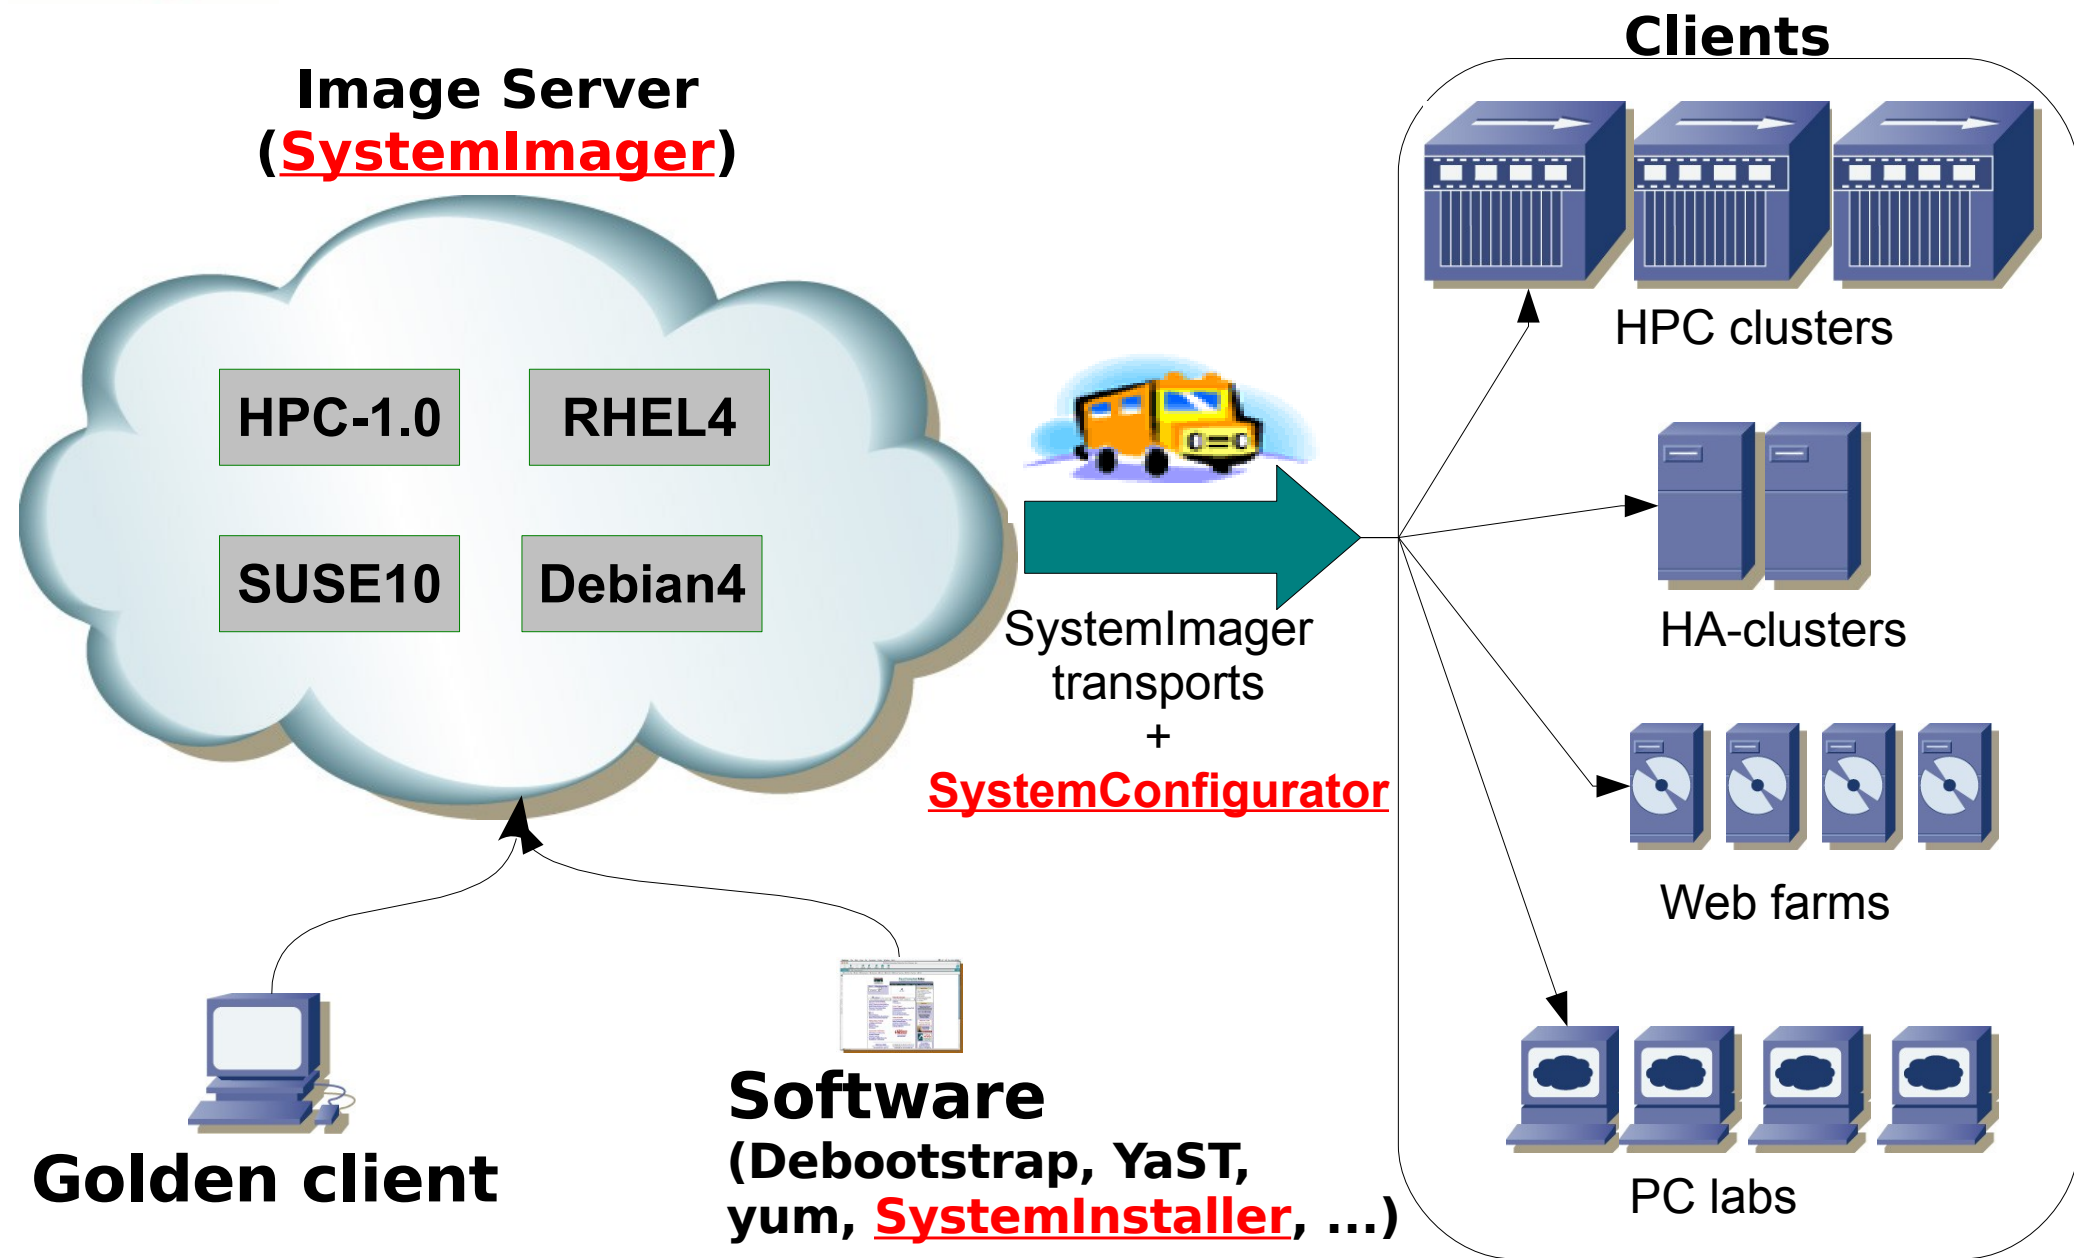 Clients
Image Server
(SystemImager)
HPC clusters
HPC-1.0
RHEL4
SUSE10
Debian4
SystemImager
transports
+
SystemConfigurator
HA-clusters
Web farms
Golden client
Software
(Debootstrap, YaST,
yum, SystemInstaller, ...)
PC labs